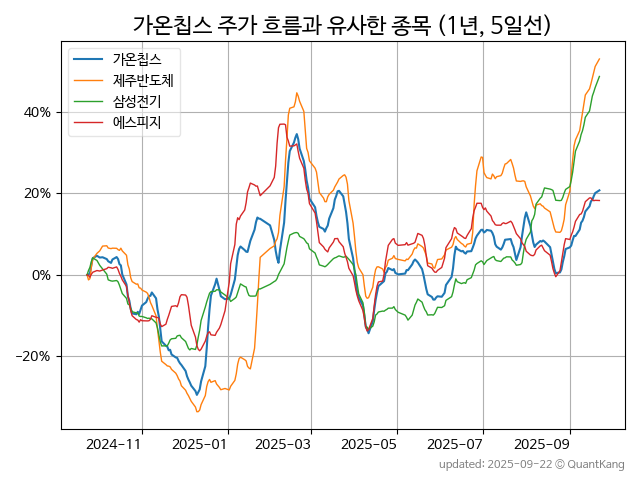 가온칩스 주가 흐름과 유사한 종목 (1년, 5일선)
가온칩스
제주반도체
삼성전기
에스피지
40%
20%
0%
−20%
2024-11
2025-01
2025-03
2025-05
2025-07
2025-09
updated: 2025-09-22 © QuantKang